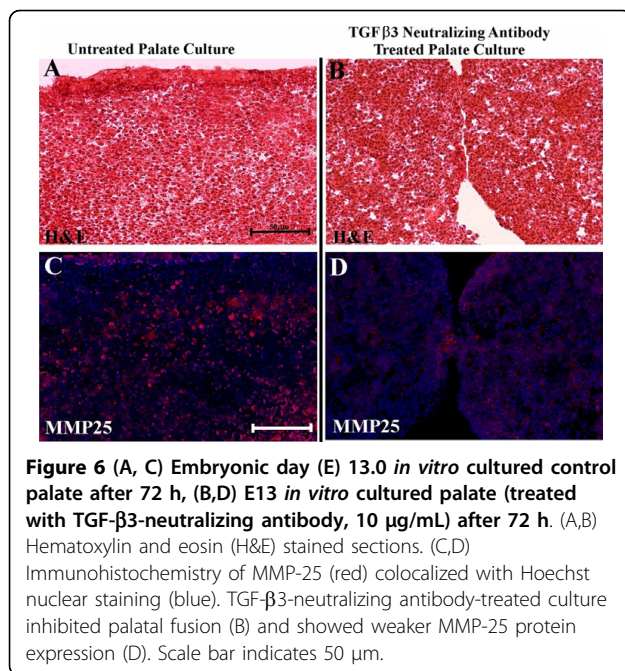 Untreated Palate Culture
TGFβ3 Neutralizing Antibody
Treated Palate Culture
A
B
50 µm
H&E
H&E
C
D
MMP25
MMP25
Figure 6 (A, C) Embryonic day (E) 13.0 in vitro cultured control
palate after 72 h, (B,D) E13 in vitro cultured palate (treated
with TGF-β3-neutralizing antibody, 10 μg/mL) after 72 h. (A,B)
Hematoxylin and eosin (H&E) stained sections. (C,D)
Immunohistochemistry of MMP-25 (red) colocalized with Hoechst
nuclear staining (blue). TGF-β3-neutralizing antibody-treated culture
inhibited palatal fusion (B) and showed weaker MMP-25 protein
expression (D). Scale bar indicates 50 μm.